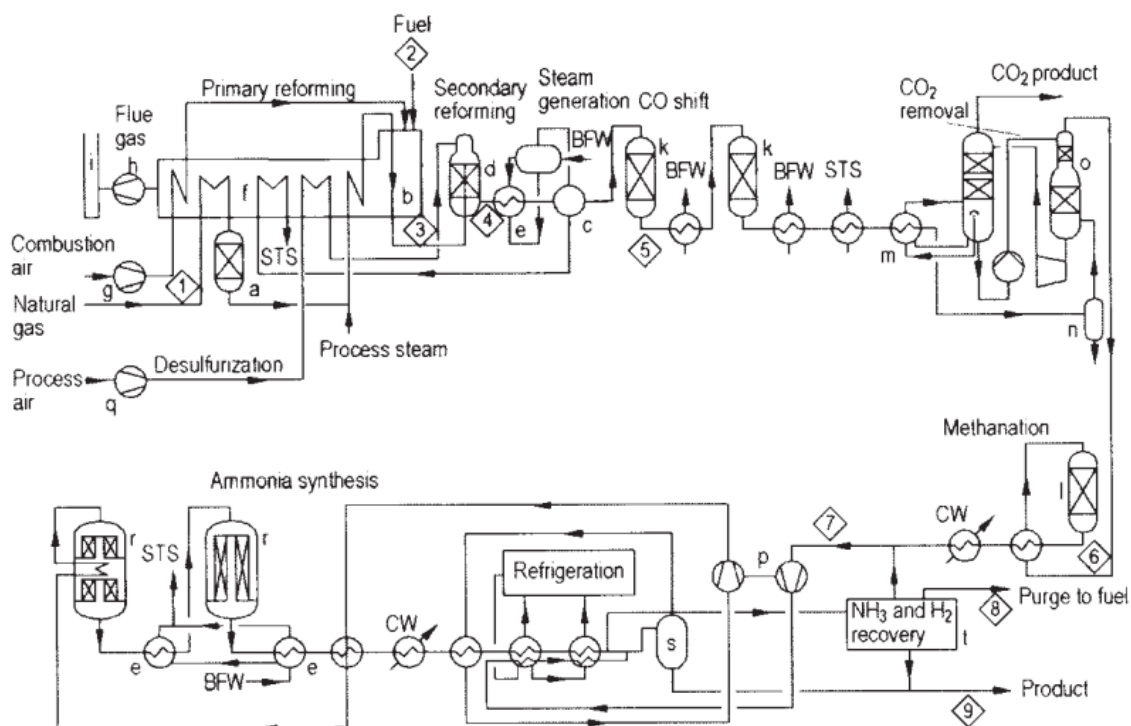 Fuel
2
Primary reforming
Secondary
reforming
Steam
generation
CO shift
CO2
removal
CO2 product
Flue
gas
h
i
f
b
3
d
4
e
BFW
c
k
BFW
k
BFW
STS
5
m
o
n
Combustion
air
g
1
STS
a
Natural
gas
Process steam
Desulfurization
Process
air
q
Methanation
l
CW
6
7
Ammonia synthesis
r
STS
r
Refrigeration
p
NH3 and H2
recovery
t
8
Purge to fuel
CW
s
e
BFW
e
9
Product